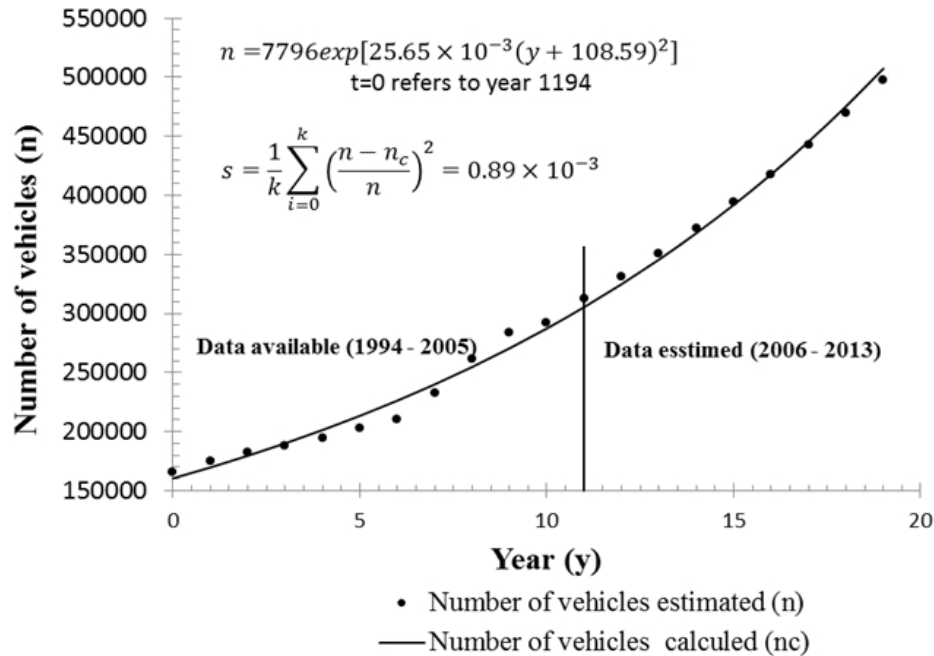 550000
n =7796exp[25.65 × 10⁻³(y + 108.59)²]
t=0 refers to year 1194
500000
450000
s = 1/k ∑_{i=0}^{k} ((n − n_c)/n)² = 0.89 × 10⁻³
400000
350000
300000
Data available (1994 - 2005)
Data esstimed (2006 - 2013)
250000
200000
150000
Number of vehicles (n)
0 5 10 15 20
Year (y)
Number of vehicles estimated (n)
Number of vehicles calculed (nc)